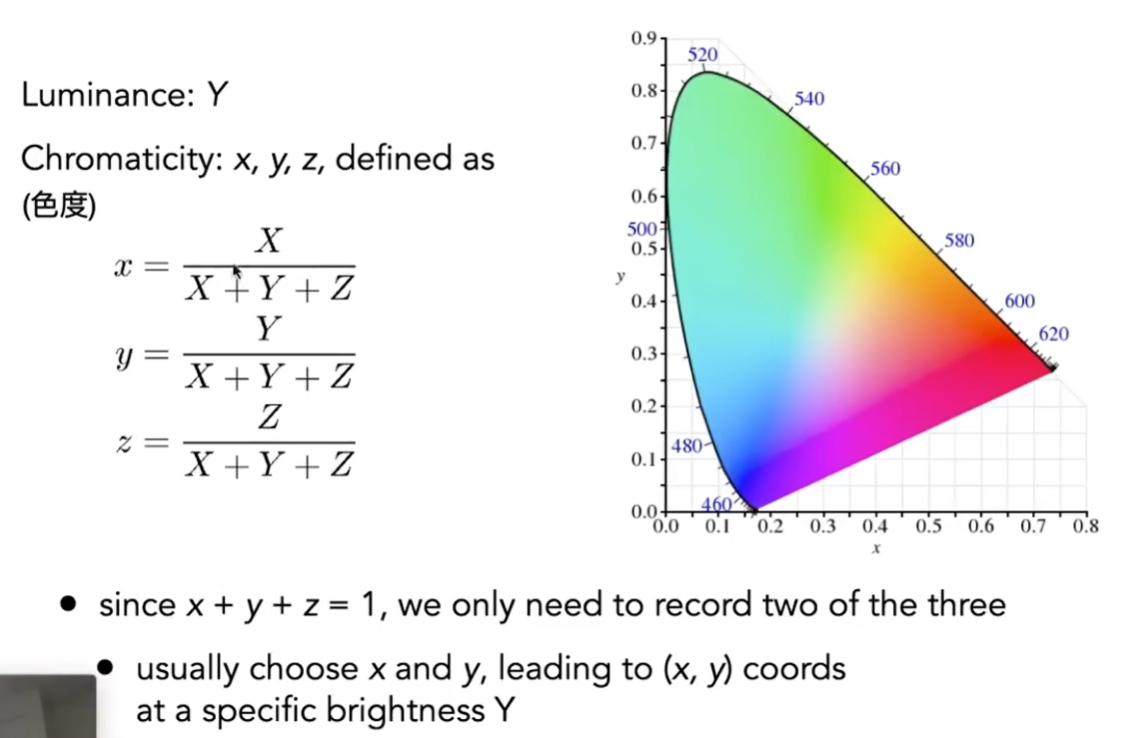 Luminance: Y
Chromaticity: x, y, z, defined as
(色度)
x = X / X + Y + Z
y = Y / X + Y + Z
z = Z / X + Y + Z
0.9
0.8
0.7
0.6
500
0.5
y
0.4
0.3
0.2
0.1
0.0
520
540
560
580
600
620
480
460
0.0 0.1 0.2 0.3 0.4 0.5 0.6 0.7 0.8
x
● since x + y + z = 1, we only need to record two of the three
● usually choose x and y, leading to (x, y) coords
at a specific brightness Y